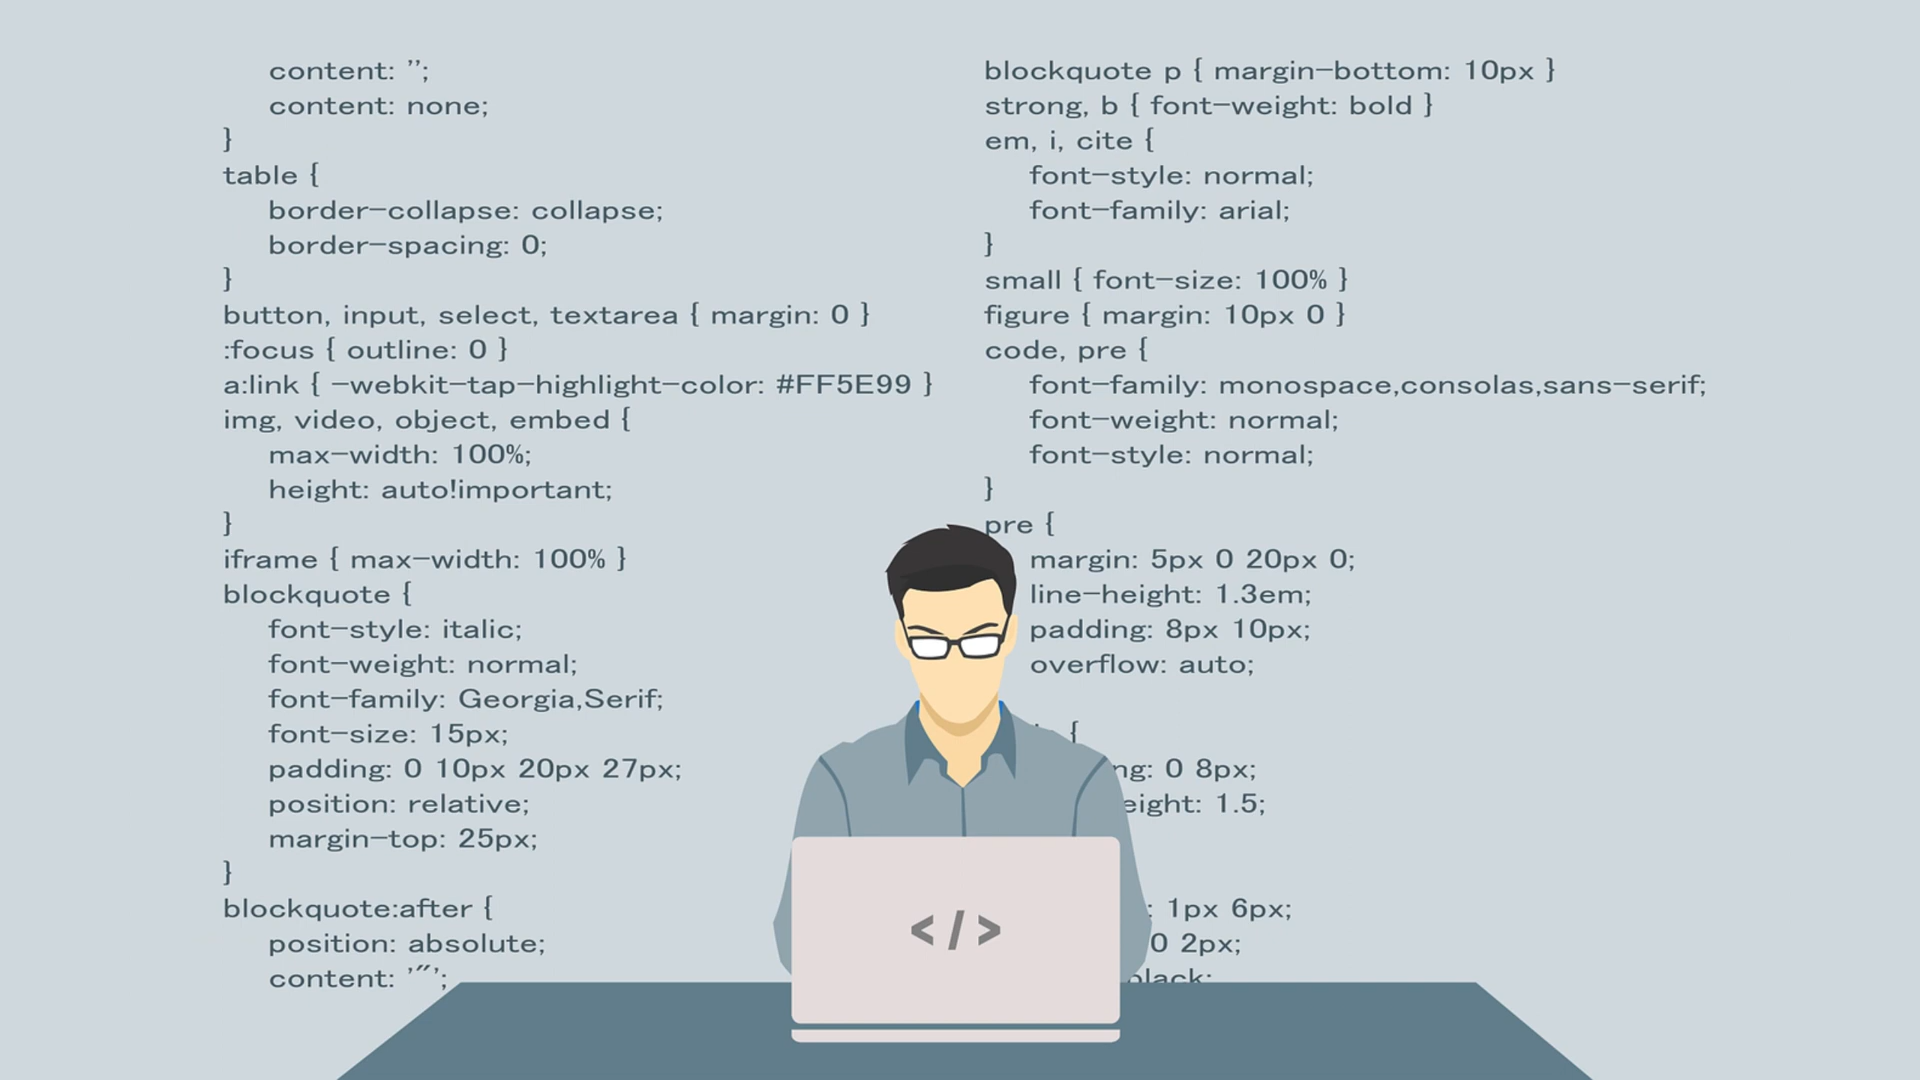 content: '';
content: none;
}
table {
border-collapse: collapse;
border-spacing: 0;
}
button, input, select, textarea { margin: 0 }
:focus { outline: 0 }
a:link { -webkit-tap-highlight-color: #FF5E99 }
img, video, object, embed {
max-width: 100%;
height: auto!important;
}
iframe { max-width: 100% }
blockquote {
font-style: italic;
font-weight: normal;
font-family: Georgia,Serif;
font-size: 15px;
padding: 0 10px 20px 27px;
position: relative;
margin-top: 25px;
}
blockquote:after {
position: absolute;
content: '"';
blockquote p { margin-bottom: 10px }
strong, b { font-weight: bold }
em, i, cite {
font-style: normal;
font-family: arial;
}
small { font-size: 100% }
figure { margin: 10px 0 }
code, pre {
font-family: monospace,consolas,sans-serif;
font-weight: normal;
font-style: normal;
}
pre {
margin: 5px 0 20px 0;
line-height: 1.3em;
padding: 8px 10px;
overflow: auto;
{
ng: 0 8px;
eight: 1.5;
: 1px 6px;
0 2px;
black;
</>